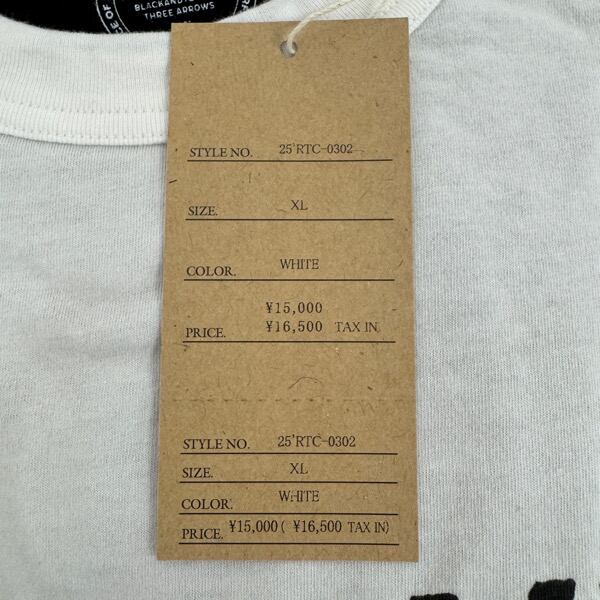 BLACKAND
THREE ARROWS
STYLE NO. 25'RTC-0302
SIZE. XL
COLOR. WHITE
¥15,000
PRICE. ¥16,500 TAX IN
STYLE NO. 25'RTC-0302
SIZE. XL
COLOR. WHITE
PRICE. ¥15,000 ( ¥16,500 TAX IN)